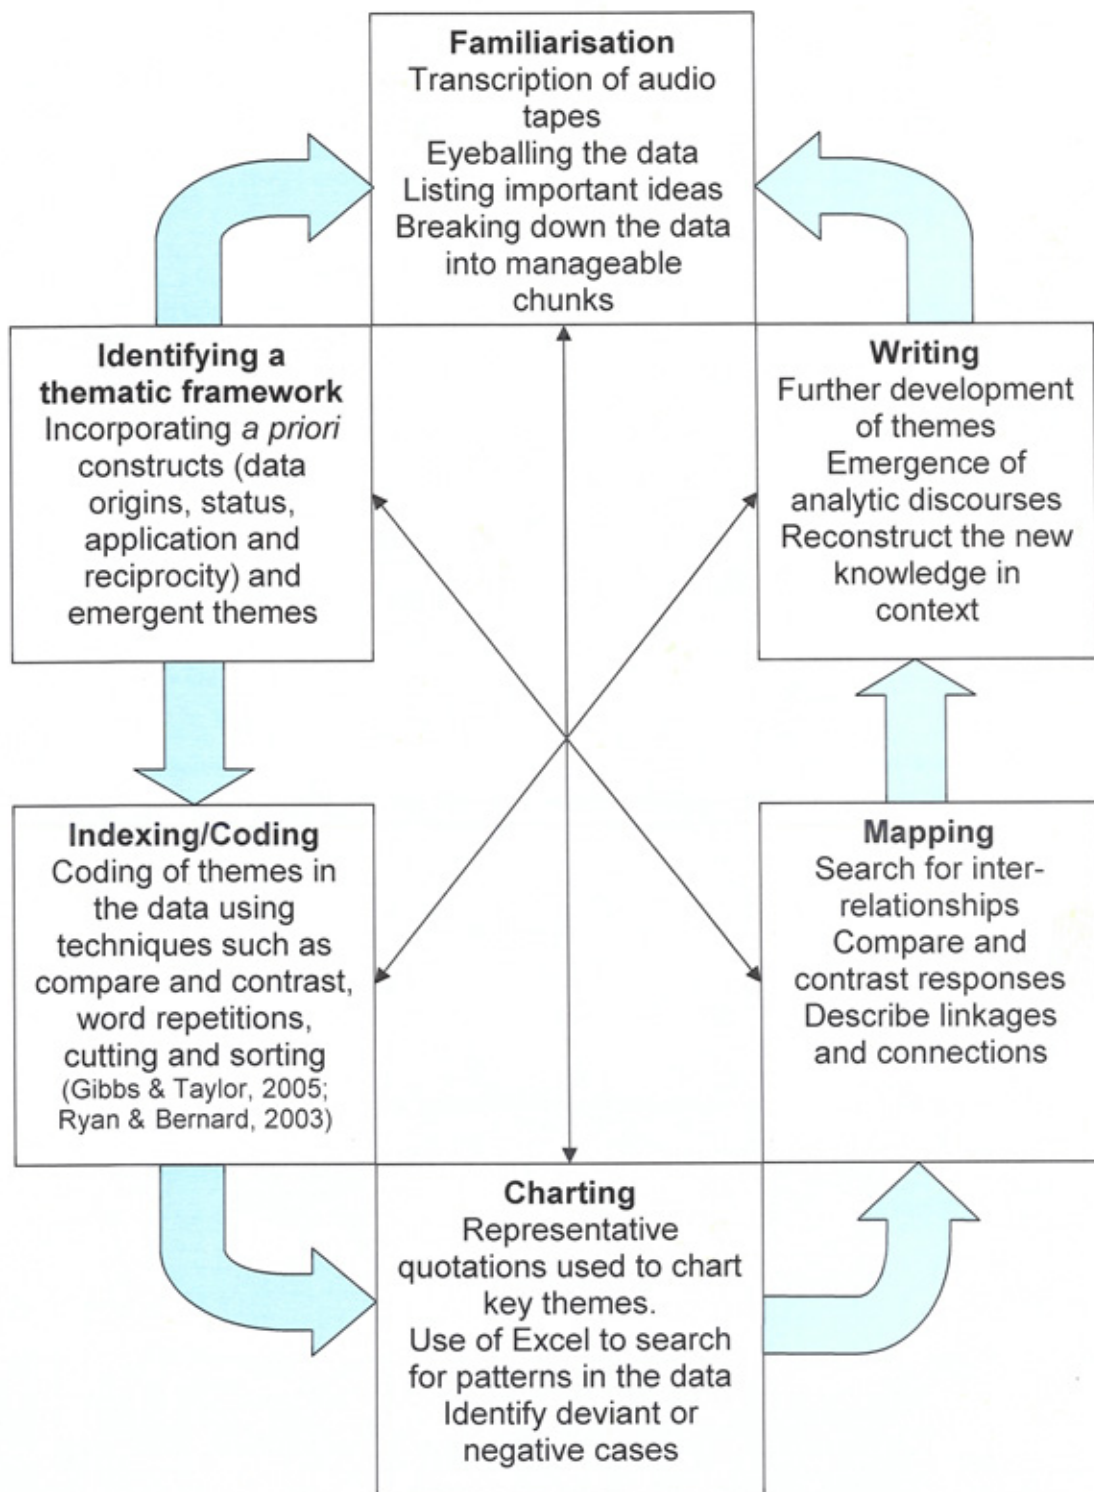 Familiarisation
Transcription of audio
tapes
Eyeballing the data
Listing important ideas
Breaking down the data
into manageable
chunks
Identifying a
thematic framework
Incorporating a priori
constructs (data
origins, status,
application and
reciprocity) and
emergent themes
Writing
Further development
of themes
Emergence of
analytic discourses
Reconstruct the new
knowledge in
context
Indexing/Coding
Coding of themes in
the data using
techniques such as
compare and contrast,
word repetitions,
cutting and sorting
(Gibbs & Taylor, 2005;
Ryan & Bernard, 2003)
Mapping
Search for inter-
relationships
Compare and
contrast responses
Describe linkages
and connections
Charting
Representative
quotations used to chart
key themes.
Use of Excel to search
for patterns in the data
Identify deviant or
negative cases